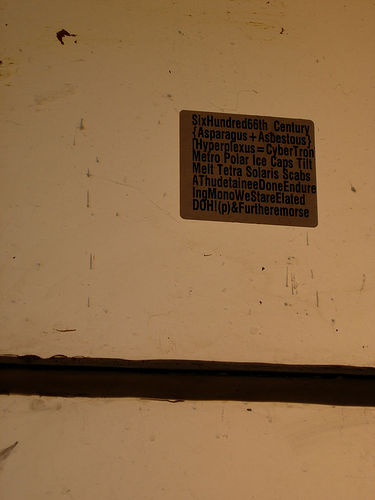 SixHundred66th Century
{Asparagus + Asbestous}
[Hyperplexus = CyberTron
Metro Polar Ice Caps Tilt
Melt Tetra Solaris Scabs
AThudetaineeDoneEndure
IngMonoWeStareElated
DOH!(p)&Furtheremorse